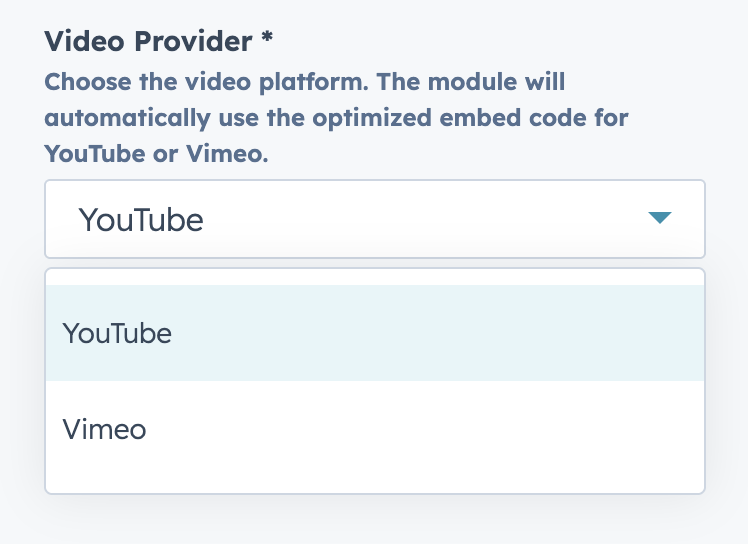 Video Provider *
Choose the video platform. The module will
automatically use the optimized embed code for
YouTube or Vimeo.
YouTube
YouTube
Vimeo